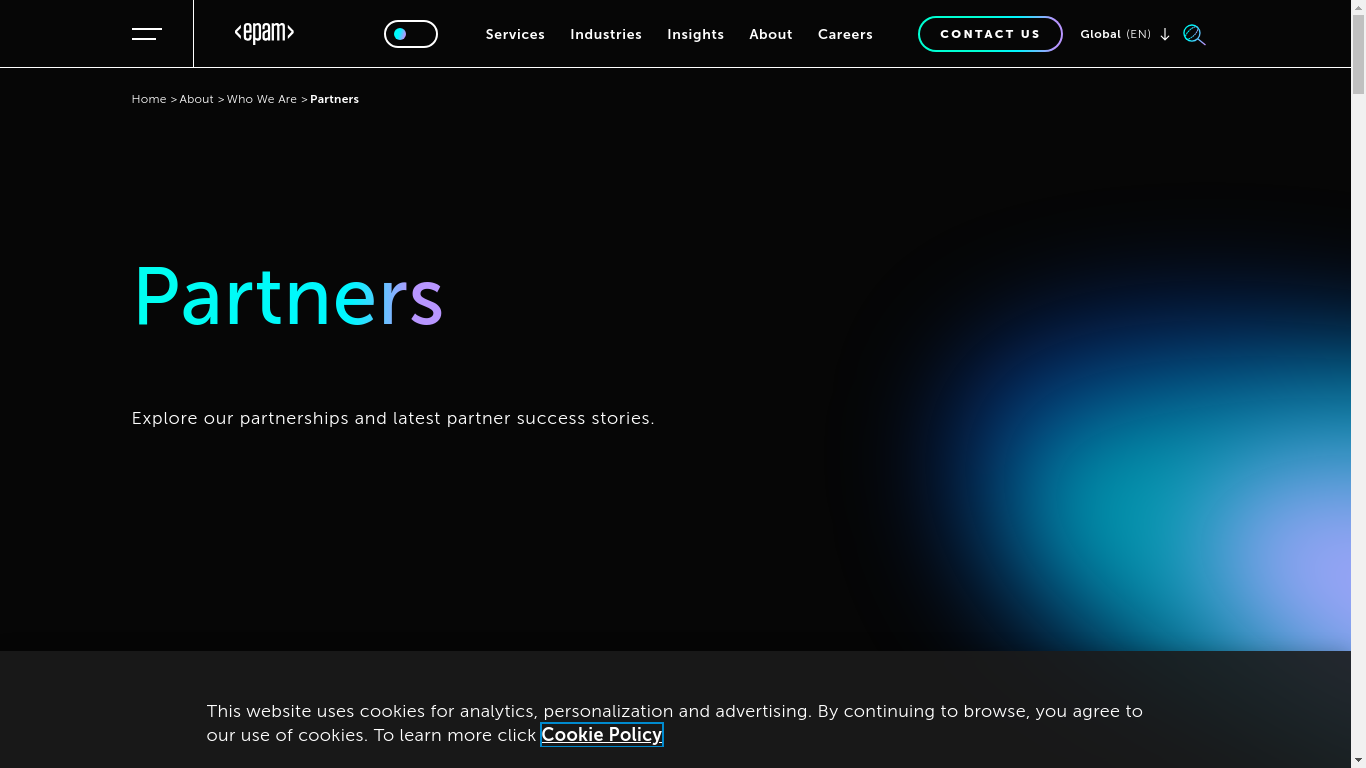 <epam>
Services Industries Insights About Careers CONTACT US Global (EN)
Home > About > Who We Are > Partners
Partners
Explore our partnerships and latest partner success stories.
This website uses cookies for analytics, personalization and advertising. By continuing to browse, you agree to
our use of cookies. To learn more click Cookie Policy